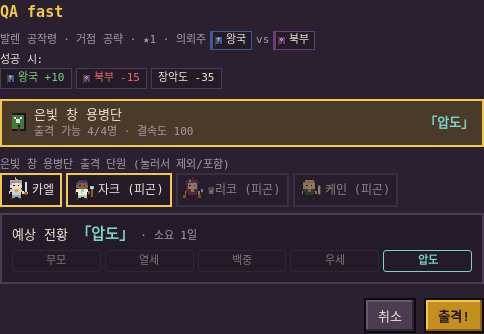 QA fast
발렌 공작령 · 거점 공략 · ★1 · 의뢰주 왕국 vs 북부
성공 시:
왕국 +10 북부 -15 장악도 -35
은빛 창 용병단 「압도」
출격 가능 4/4명 · 결속도 100
은빛 창 용병단 출격 단원 (눌러서 제외/포함)
카엘 자크 (피곤) ♛리코 (피곤) 케인 (피곤)
예상 전황 「압도」 · 소요 1일
무모 열세 백중 우세 압도
취소 출격!